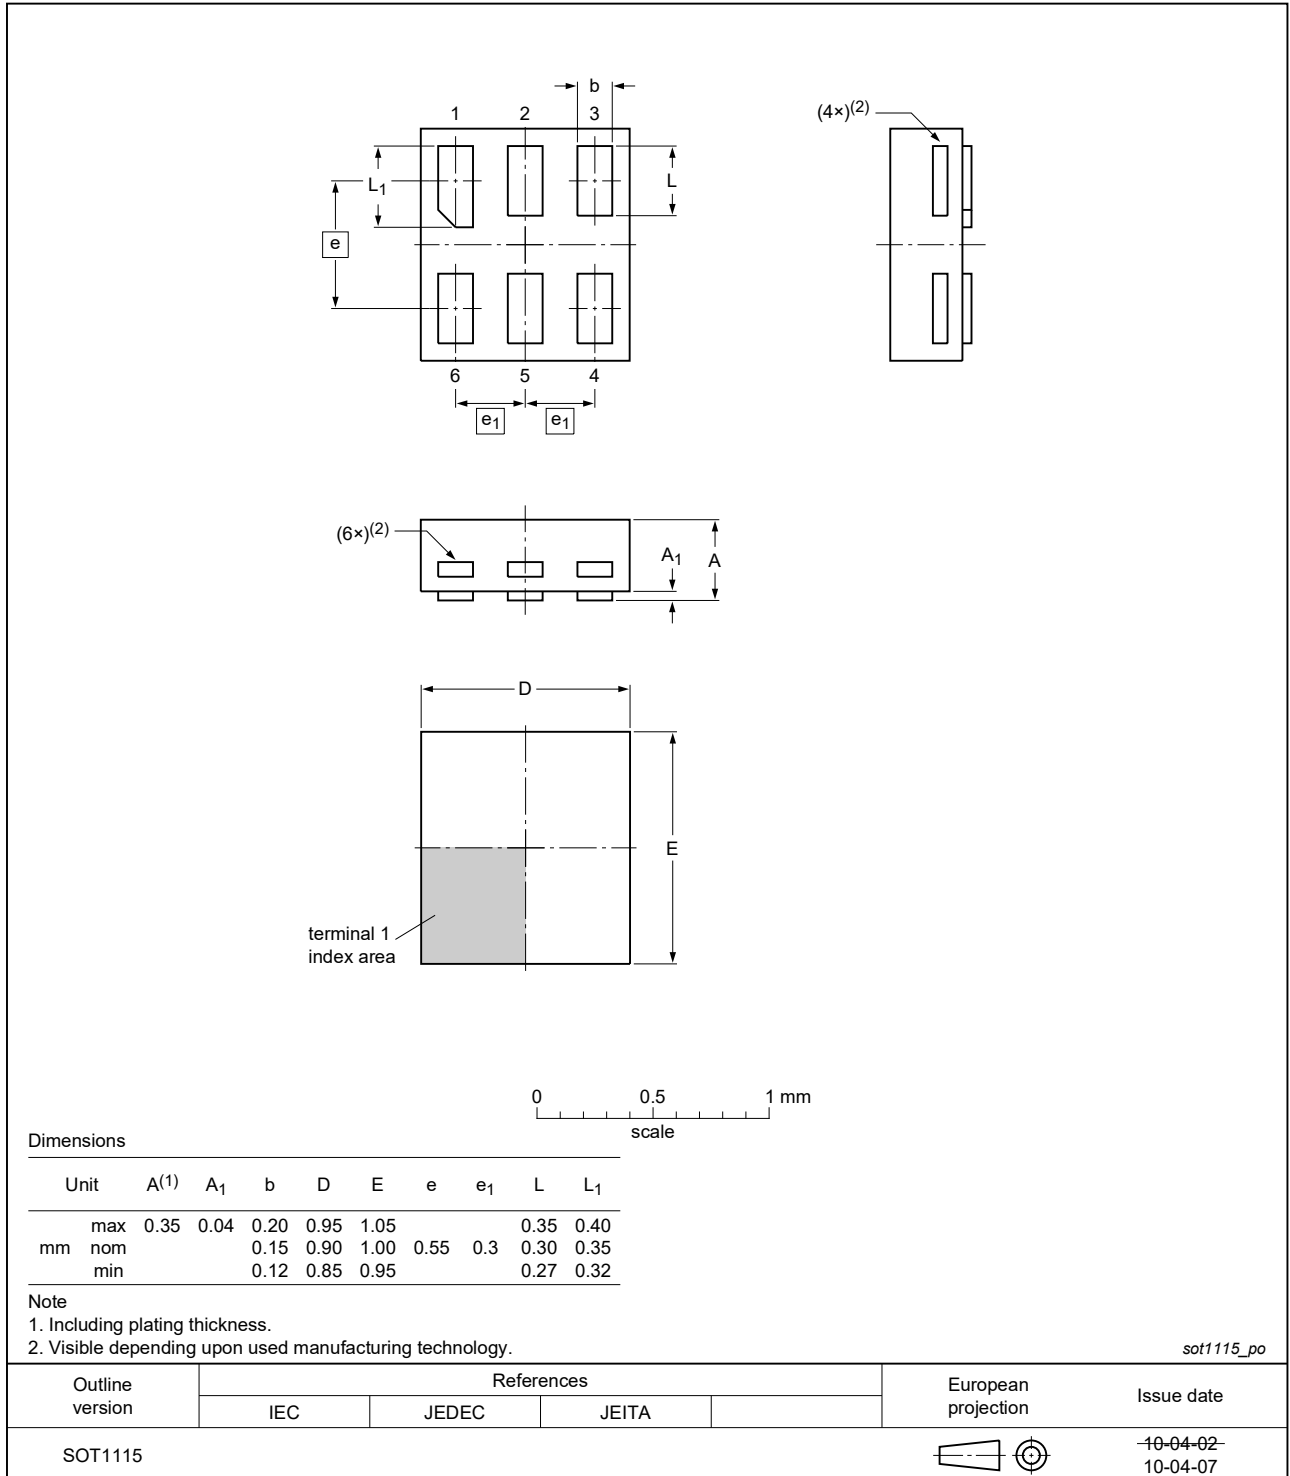 b
1 2 3
(4×)(2)
L1
L
e
6 5 4
e1 e1
(6×)(2)
A1 A
D
E
terminal 1
index area
0 0.5 1 mm
scale
Dimensions
Unit A(1) A1 b D E e e1 L L1
max 0.35 0.04 0.20 0.95 1.05 0.35 0.40
mm nom 0.15 0.90 1.00 0.55 0.3 0.30 0.35
min 0.12 0.85 0.95 0.27 0.32
Note
1. Including plating thickness.
2. Visible depending upon used manufacturing technology.
sot1115_po
Outline version References European projection Issue date
IEC JEDEC JEITA
SOT1115 10-04-02
10-04-07